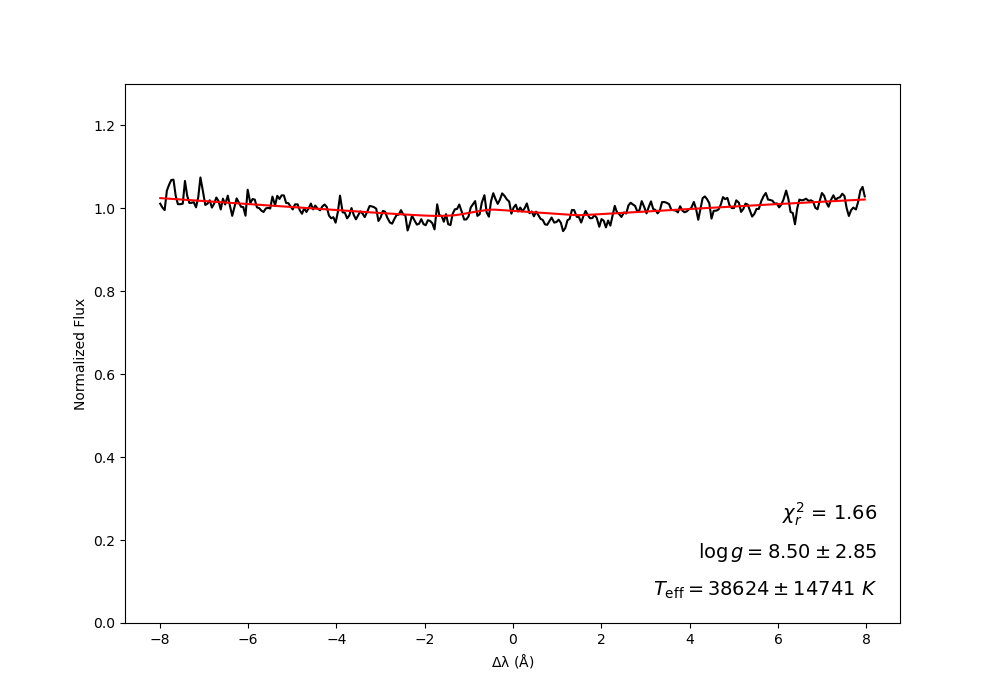 1.2
1.0
0.8
0.6
0.4
0.2
0.0
Normalized Flux
χ²ᵣ = 1.66
log g = 8.50 ± 2.85
T_eff = 38624 ± 14741 K
−8 −6 −4 −2 0 2 4 6 8
Δλ (Å)